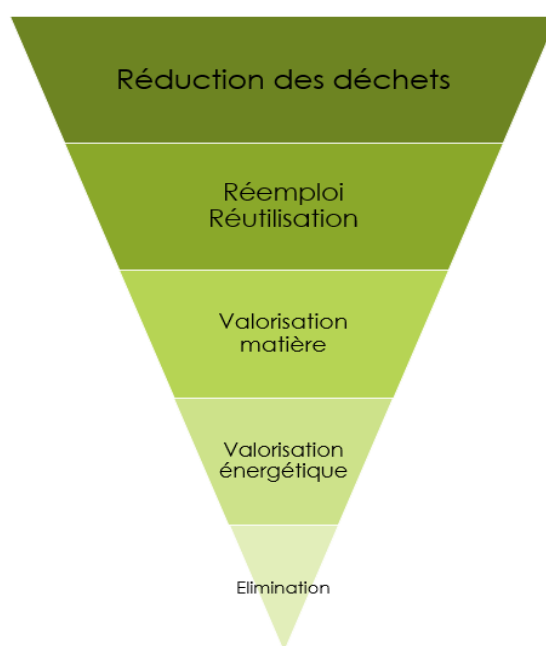 Réduction des déchets
Réemploi
Réutilisation
Valorisation
matière
Valorisation
énergétique
Elimination